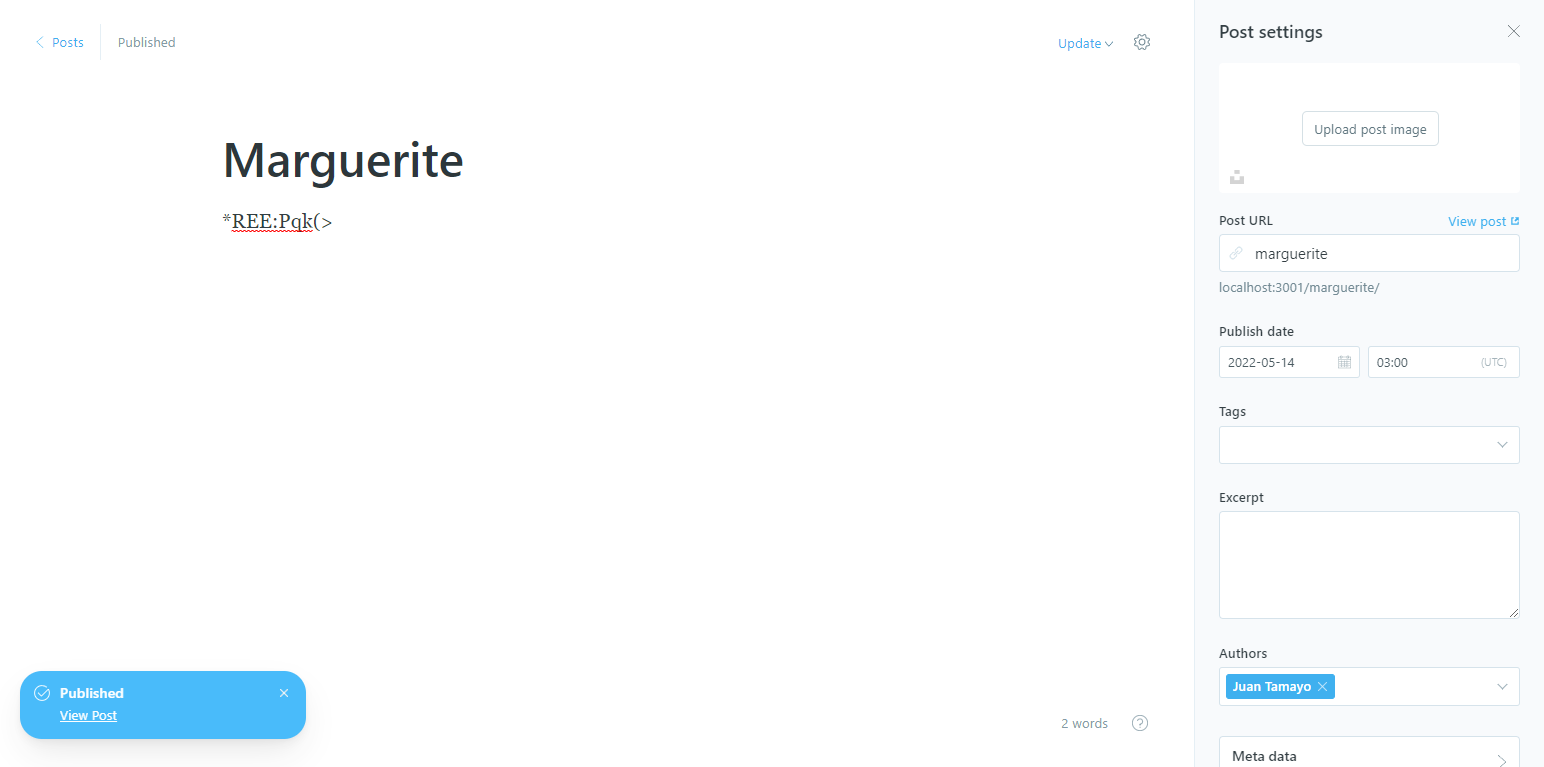 Posts
Published
Update
Marguerite
*REE:Pqk(>
Published
View Post
2 words
Post settings
Upload post image
Post URL
View post
marguerite
localhost:3001/marguerite/
Publish date
2022-05-14
03:00
(UTC)
Tags
Excerpt
Authors
Juan Tamayo
Meta data